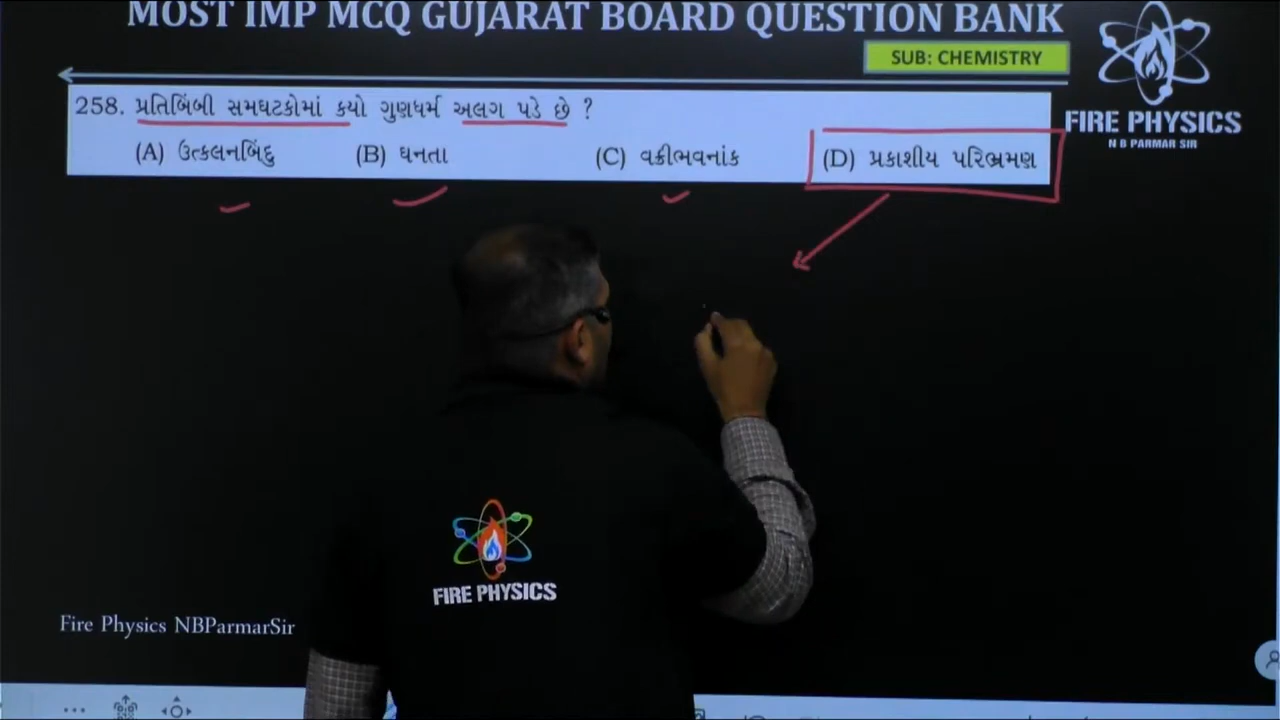 MOST IMP MCQ GUJARAT BOARD QUESTION BANK
SUB: CHEMISTRY
FIRE PHYSICS
N B PARMAR SIR
258. પ્રતિબિંબી સમઘટકોમાં કયો ગુણધર્મ અલગ પડે છે ?
(A) ઉત્કલનબિંદુ (B) ઘનતા (C) વક્રીભવનાંક (D) પ્રકાશીય પરિભ્રમણ
FIRE PHYSICS
Fire Physics NBParmarSir